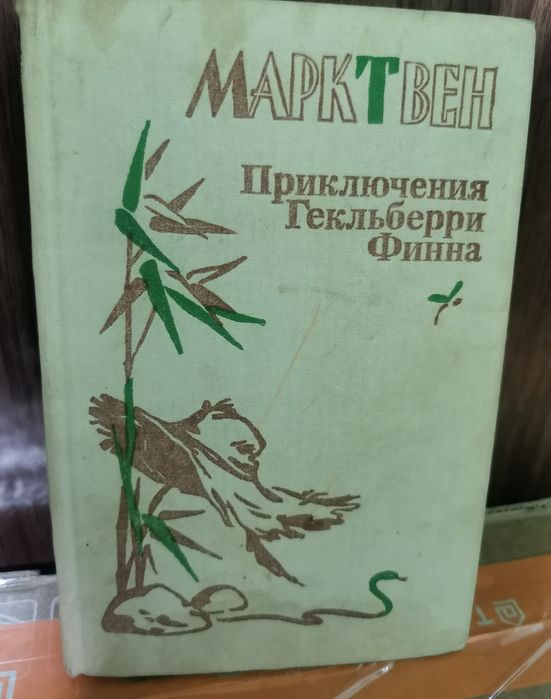 МАРК ТВЕН
Приключения
Гекльберри
Финна
Т